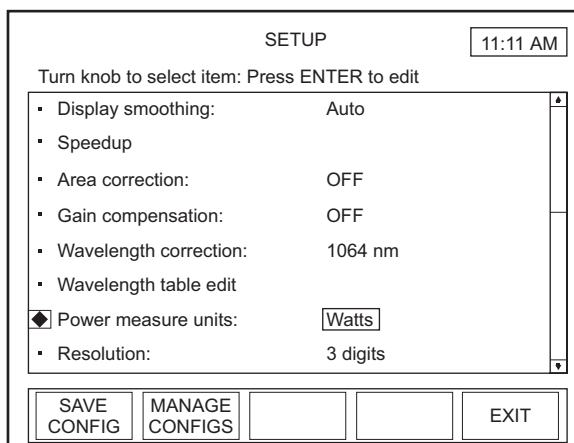 SETUP
11:11 AM
Turn knob to select item: Press ENTER to edit
Display smoothing: Auto
Speedup
Area correction: OFF
Gain compensation: OFF
Wavelength correction: 1064 nm
Wavelength table edit
Power measure units: Watts
Resolution: 3 digits
SAVE CONFIG
MANAGE CONFIGS
EXIT